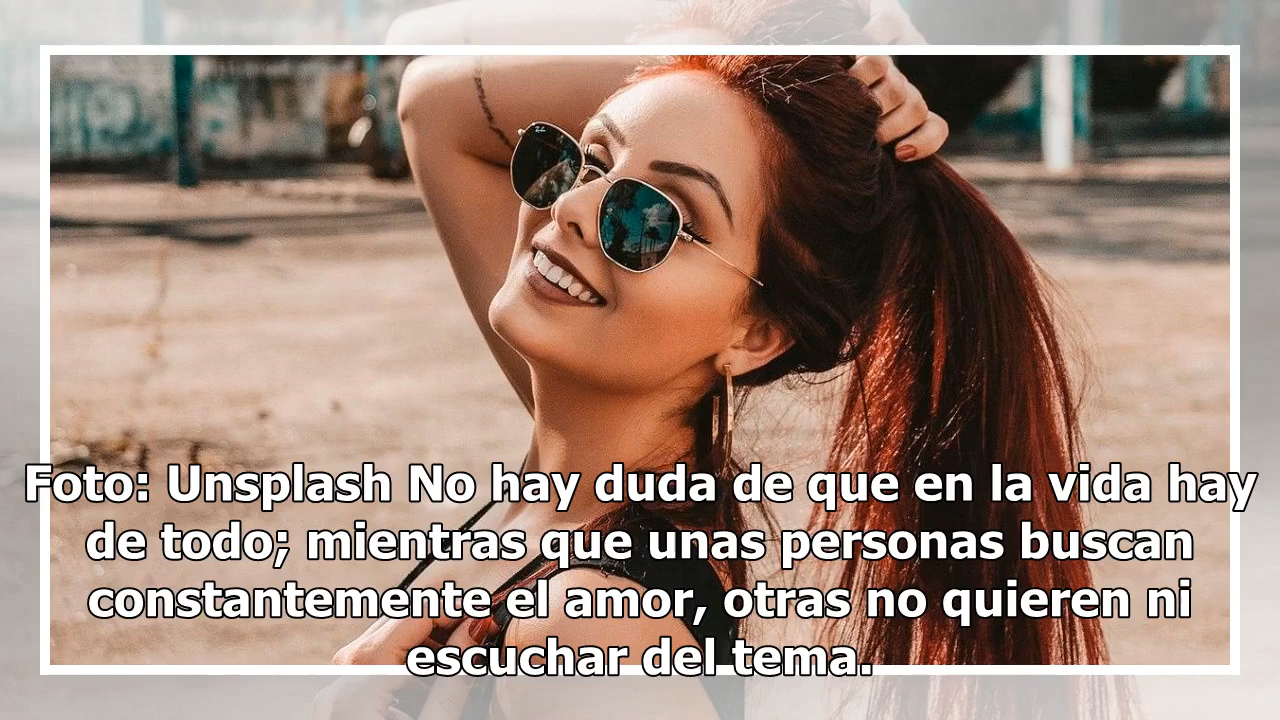 Foto: Unsplash No hay duda de que en la vida hay
de todo; mientras que unas personas buscan
constantemente el amor, otras no quieren ni
escuchar del tema.